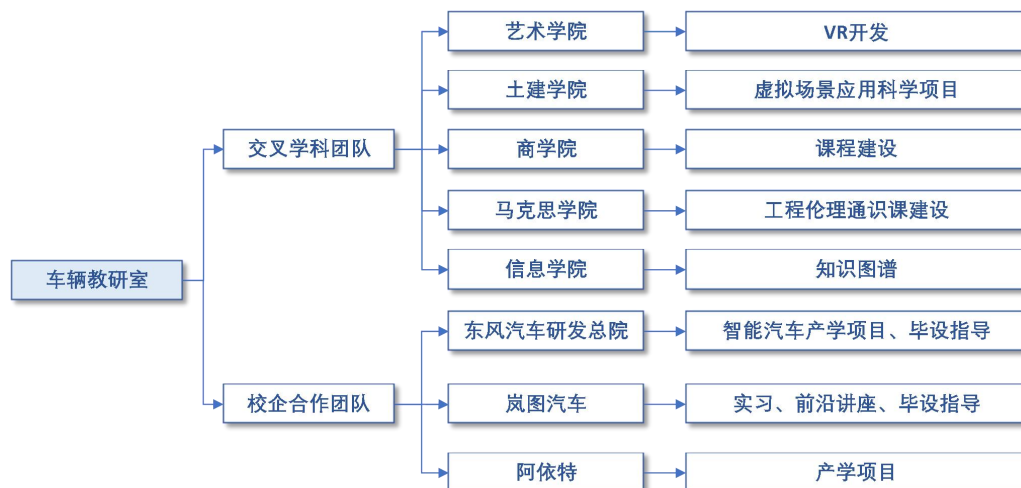 艺术学院
VR开发
土建学院
虚拟场景应用科学项目
交叉学科团队
商学院
课程建设
马克思学院
工程伦理通识课建设
车辆教研室
信息学院
知识图谱
东风汽车研发总院
智能汽车产学项目、毕设指导
校企合作团队
岚图汽车
实习、前沿讲座、毕设指导
阿依特
产学项目